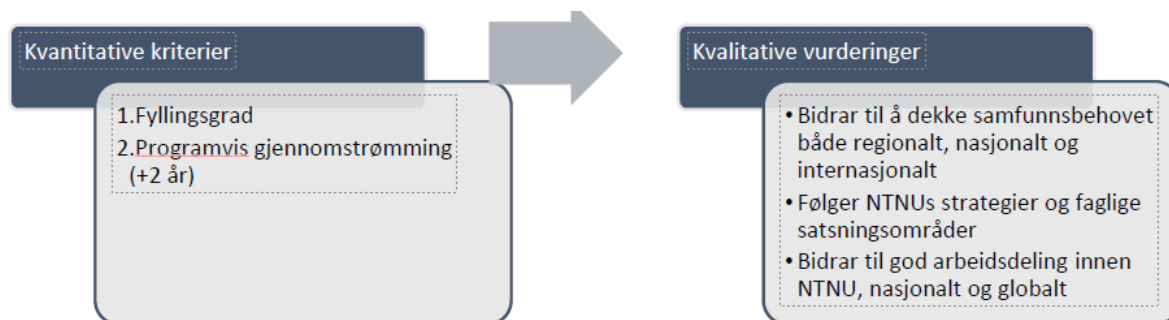 Kvantitative kriterier
1.Fyllingsgrad
2.Programvis gjennomstrømming
(+2 år)
Kvalitative vurderinger
• Bidrar til å dekke samfunnsbehovet
både regionalt, nasjonalt og
internasjonalt
• Følger NTNUs strategier og faglige
satsningsområder
• Bidrar til god arbeidsdeling innen
NTNU, nasjonalt og globalt